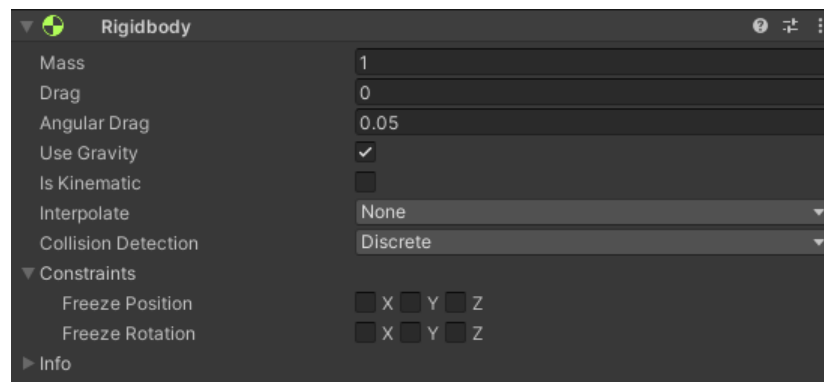 Rigidbody
Mass 1
Drag 0
Angular Drag 0.05
Use Gravity
Is Kinematic
Interpolate None
Collision Detection Discrete
Constraints
Freeze Position X Y Z
Freeze Rotation X Y Z
Info